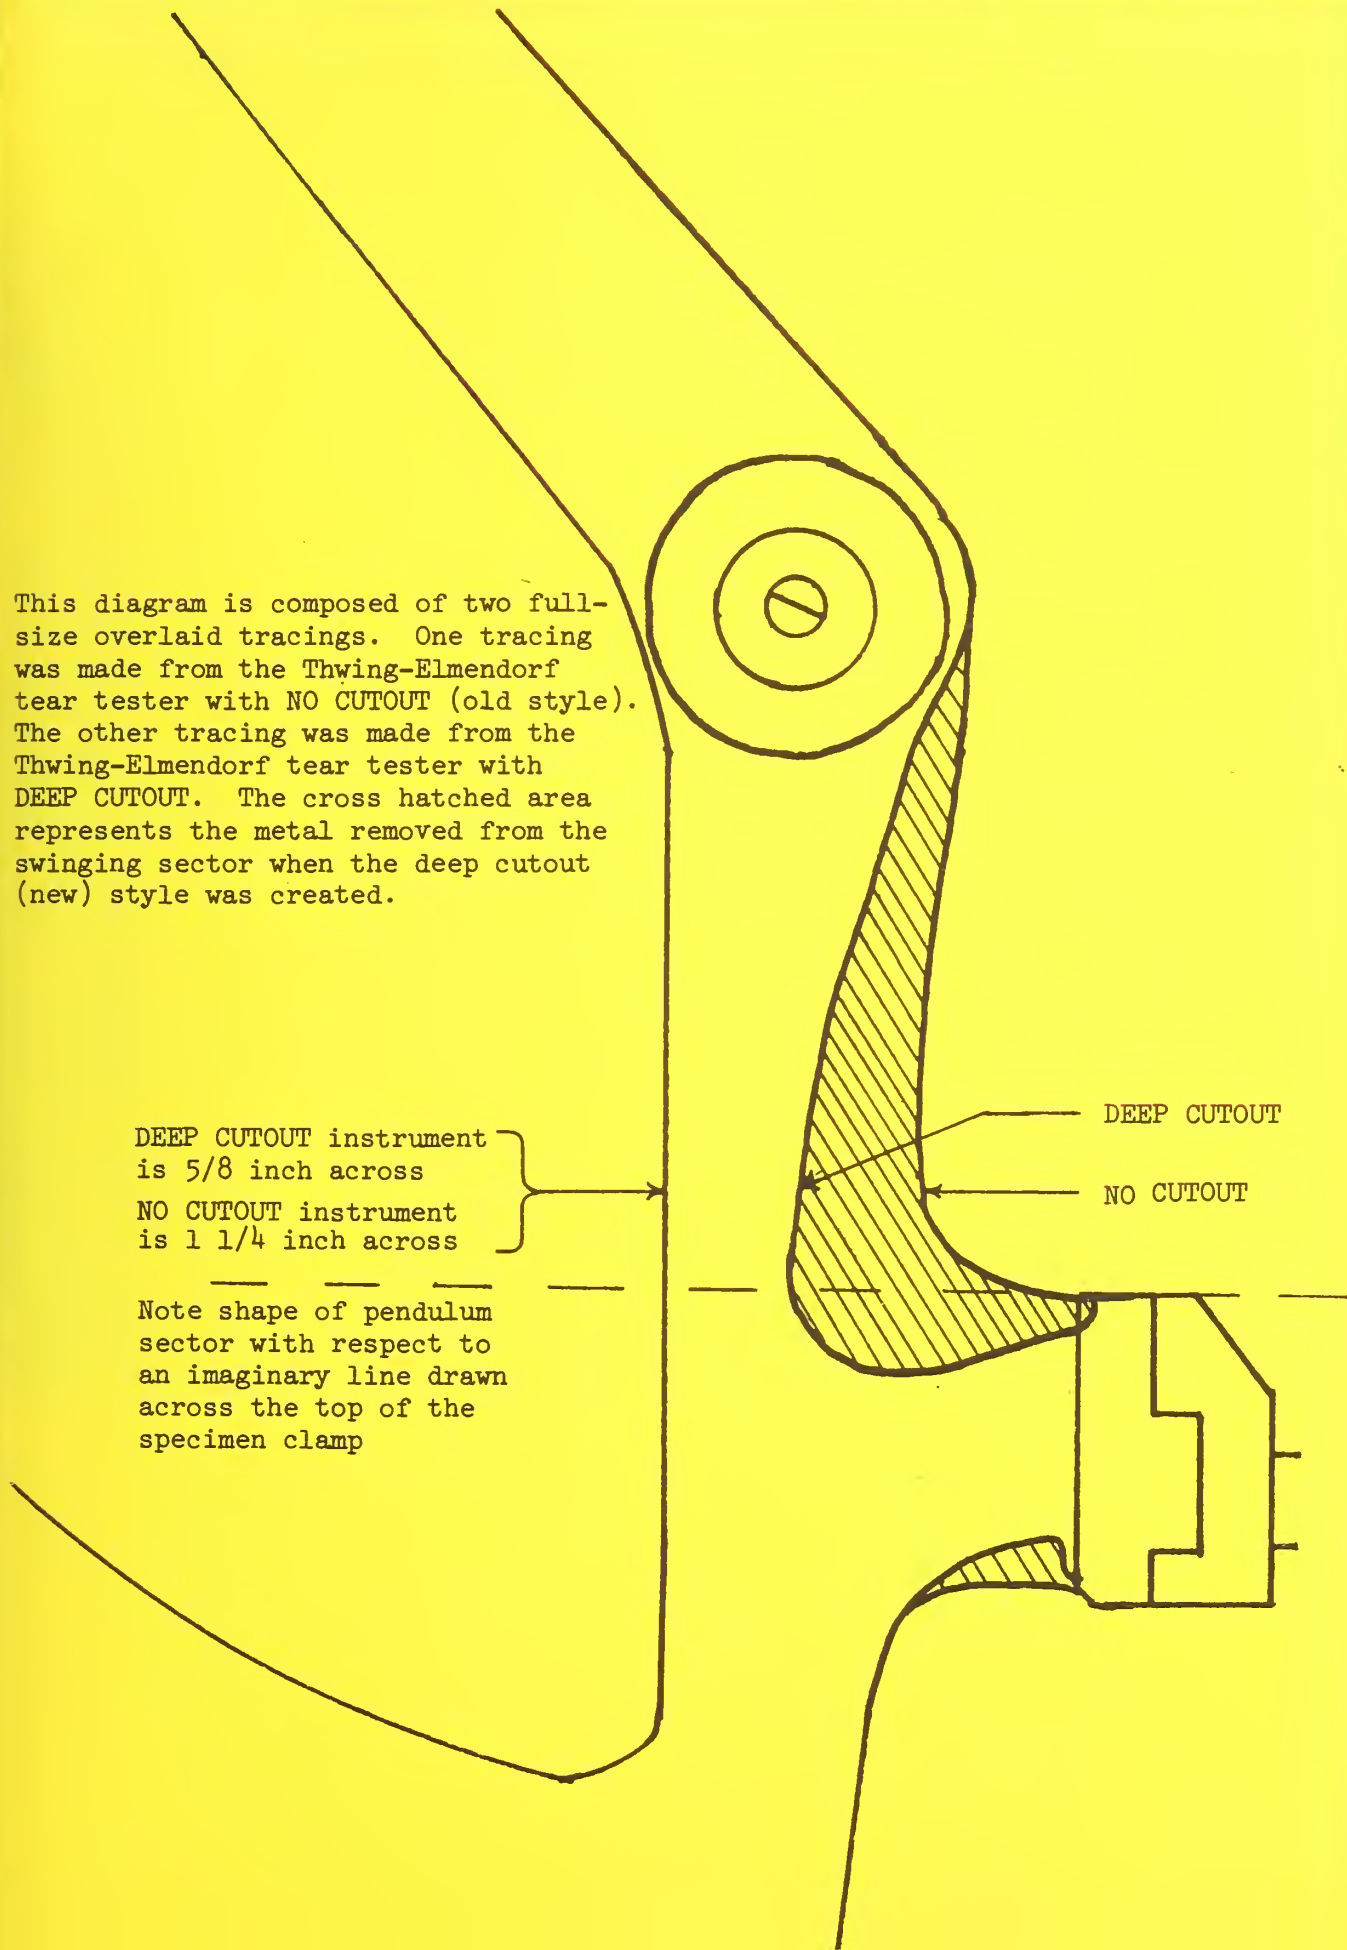 This diagram is composed of two full-
size overlaid tracings. One tracing
was made from the Thwing-Elmendorf
tear tester with NO CUTOUT (old style).
The other tracing was made from the
Thwing-Elmendorf tear tester with
DEEP CUTOUT. The cross hatched area
represents the metal removed from the
swinging sector when the deep cutout
(new) style was created.
DEEP CUTOUT
DEEP CUTOUT instrument
is 5/8 inch across
NO CUTOUT
NO CUTOUT instrument
is 1 1/4 inch across
Note shape of pendulum
sector with respect to
an imaginary line drawn
across the top of the
specimen clamp